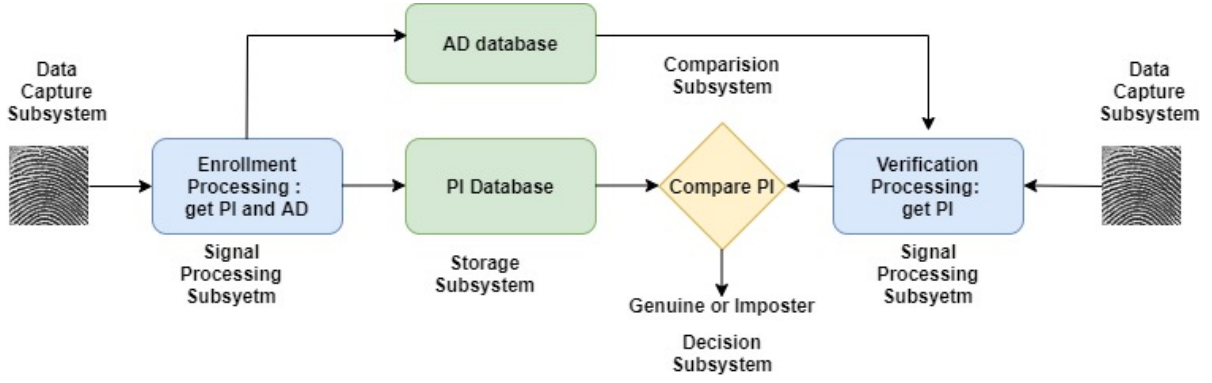 AD database
Data
Capture
Subsystem
Comparision
Subsystem
Data
Capture
Subsystem
Enrollment
Processing :
get PI and AD
PI Database
Compare PI
Verification
Processing:
get PI
Signal
Processing
Subsyetm
Storage
Subsystem
Signal
Processing
Subsyetm
Genuine or Imposter
Decision
Subsystem